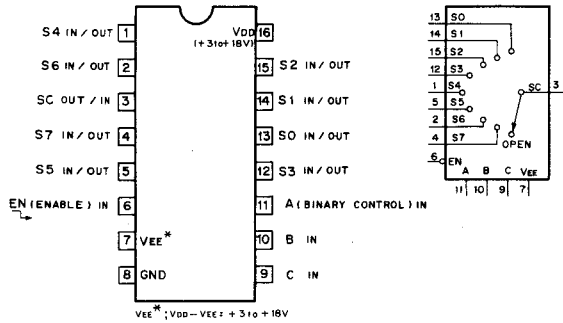 S4 IN/OUT 1
S6 IN/OUT 2
SC OUT/IN 3
S7 IN/OUT 4
S5 IN/OUT 5
EN (ENABLE) IN 6
7 VEE*
8 GND
VDD 16
(+3to+18V)
15 S2 IN/OUT
14 S1 IN/OUT
13 S0 IN/OUT
12 S3 IN/OUT
11 A (BINARY CONTROL) IN
10 B IN
9 C IN
VEE* ; VDD-VEE: +3 to +18V
13 S0
14 S1
15 S2
12 S3
1 S4
5 S5
2 S6
4 S7
6 EN
SC 3
OPEN
A B C VEE
11 10 9 7